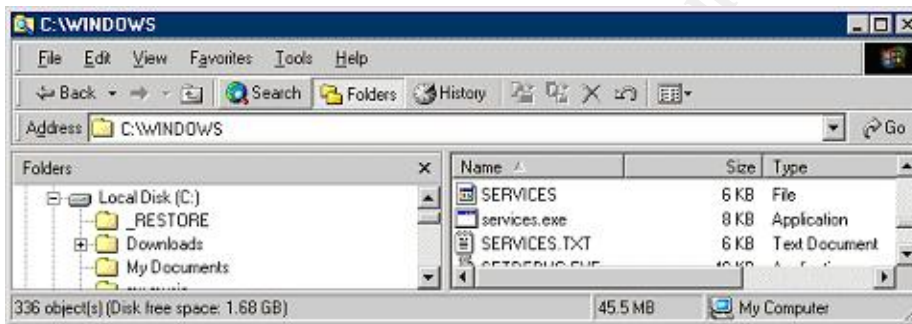 C:\WINDOWS
File Edit View Favorites Tools Help
Back Search Folders History
Address C:\WINDOWS Go
Folders Name Size Type
Local Disk (C:) SERVICES 6 KB File
_RESTORE services.exe 8 KB Application
Downloads SERVICES.TXT 6 KB Text Document
My Documents
336 object(s) (Disk free space: 1.68 GB) 45.5 MB My Computer